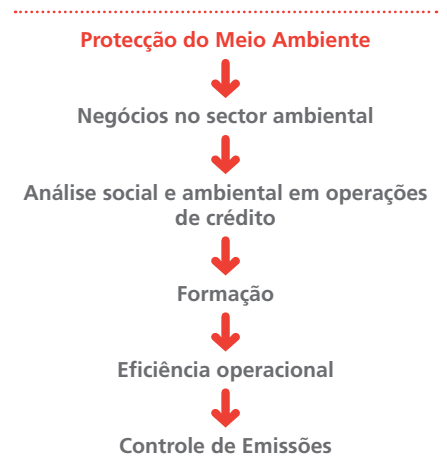 Protecção do Meio Ambiente
Negócios no sector ambiental
Análise social e ambiental em operações
de crédito
Formação
Eficiência operacional
Controle de Emissões